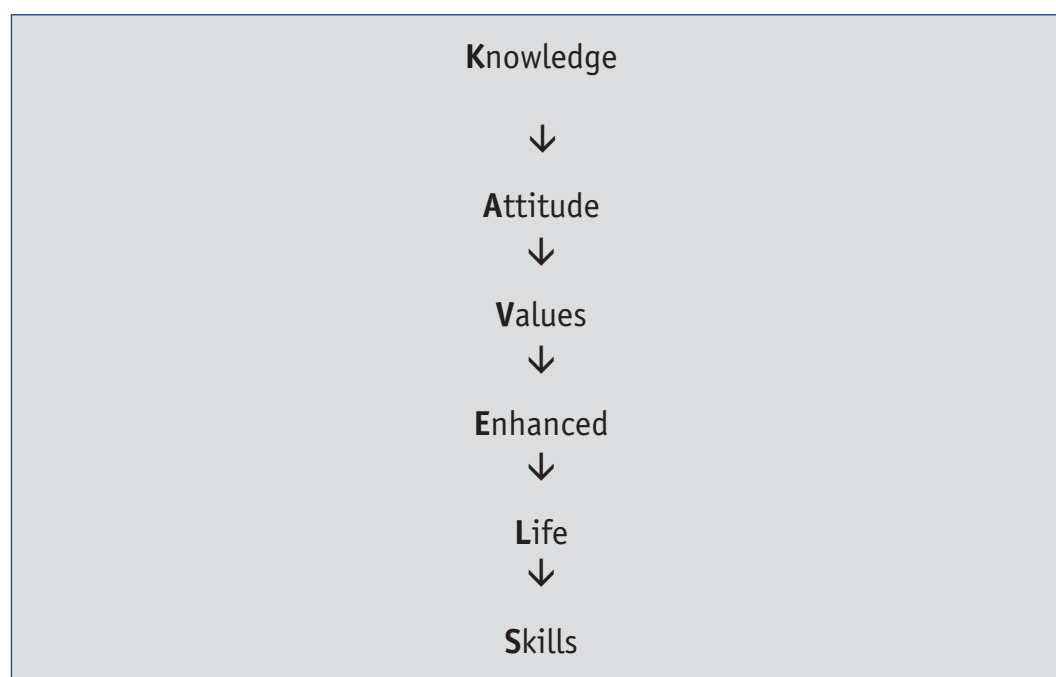 Knowledge
↓
Attitude
↓
Values
↓
Enhanced
↓
Life
↓
Skills